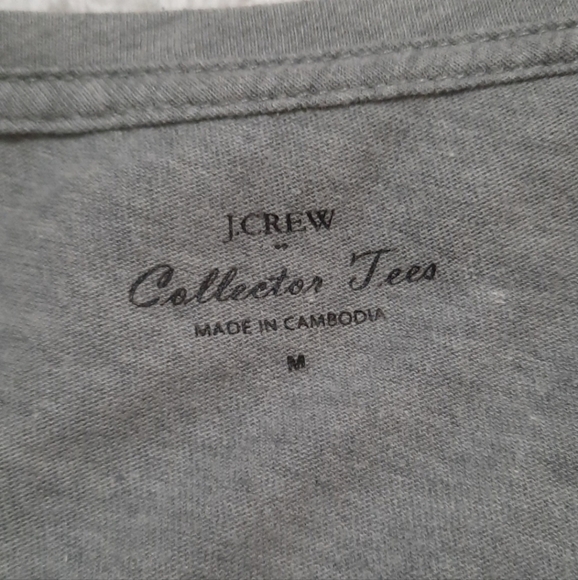 J.CREW
Collector Tees
MADE IN CAMBODIA
M